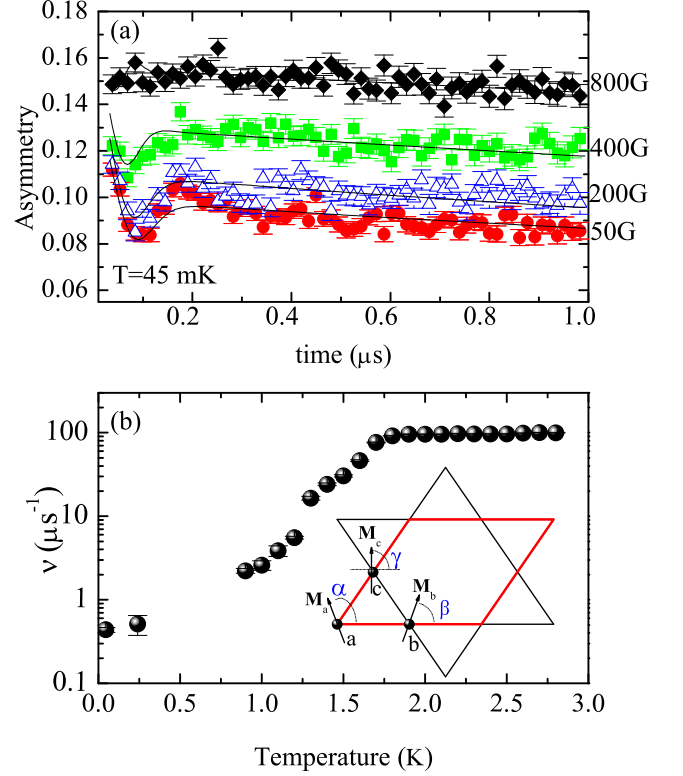 (a)
0.18
0.16
0.14
0.12
0.10
0.08
0.06
Asymmetry
800G
400G
200G
50G
T=45 mK
0.2 0.4 0.6 0.8 1.0
time (μs)
(b)
100
10
1
0.1
ν (μs⁻¹)
M_c
γ
c
M_a
α
M_b
β
a
b
0.0 0.5 1.0 1.5 2.0 2.5 3.0
Temperature (K)